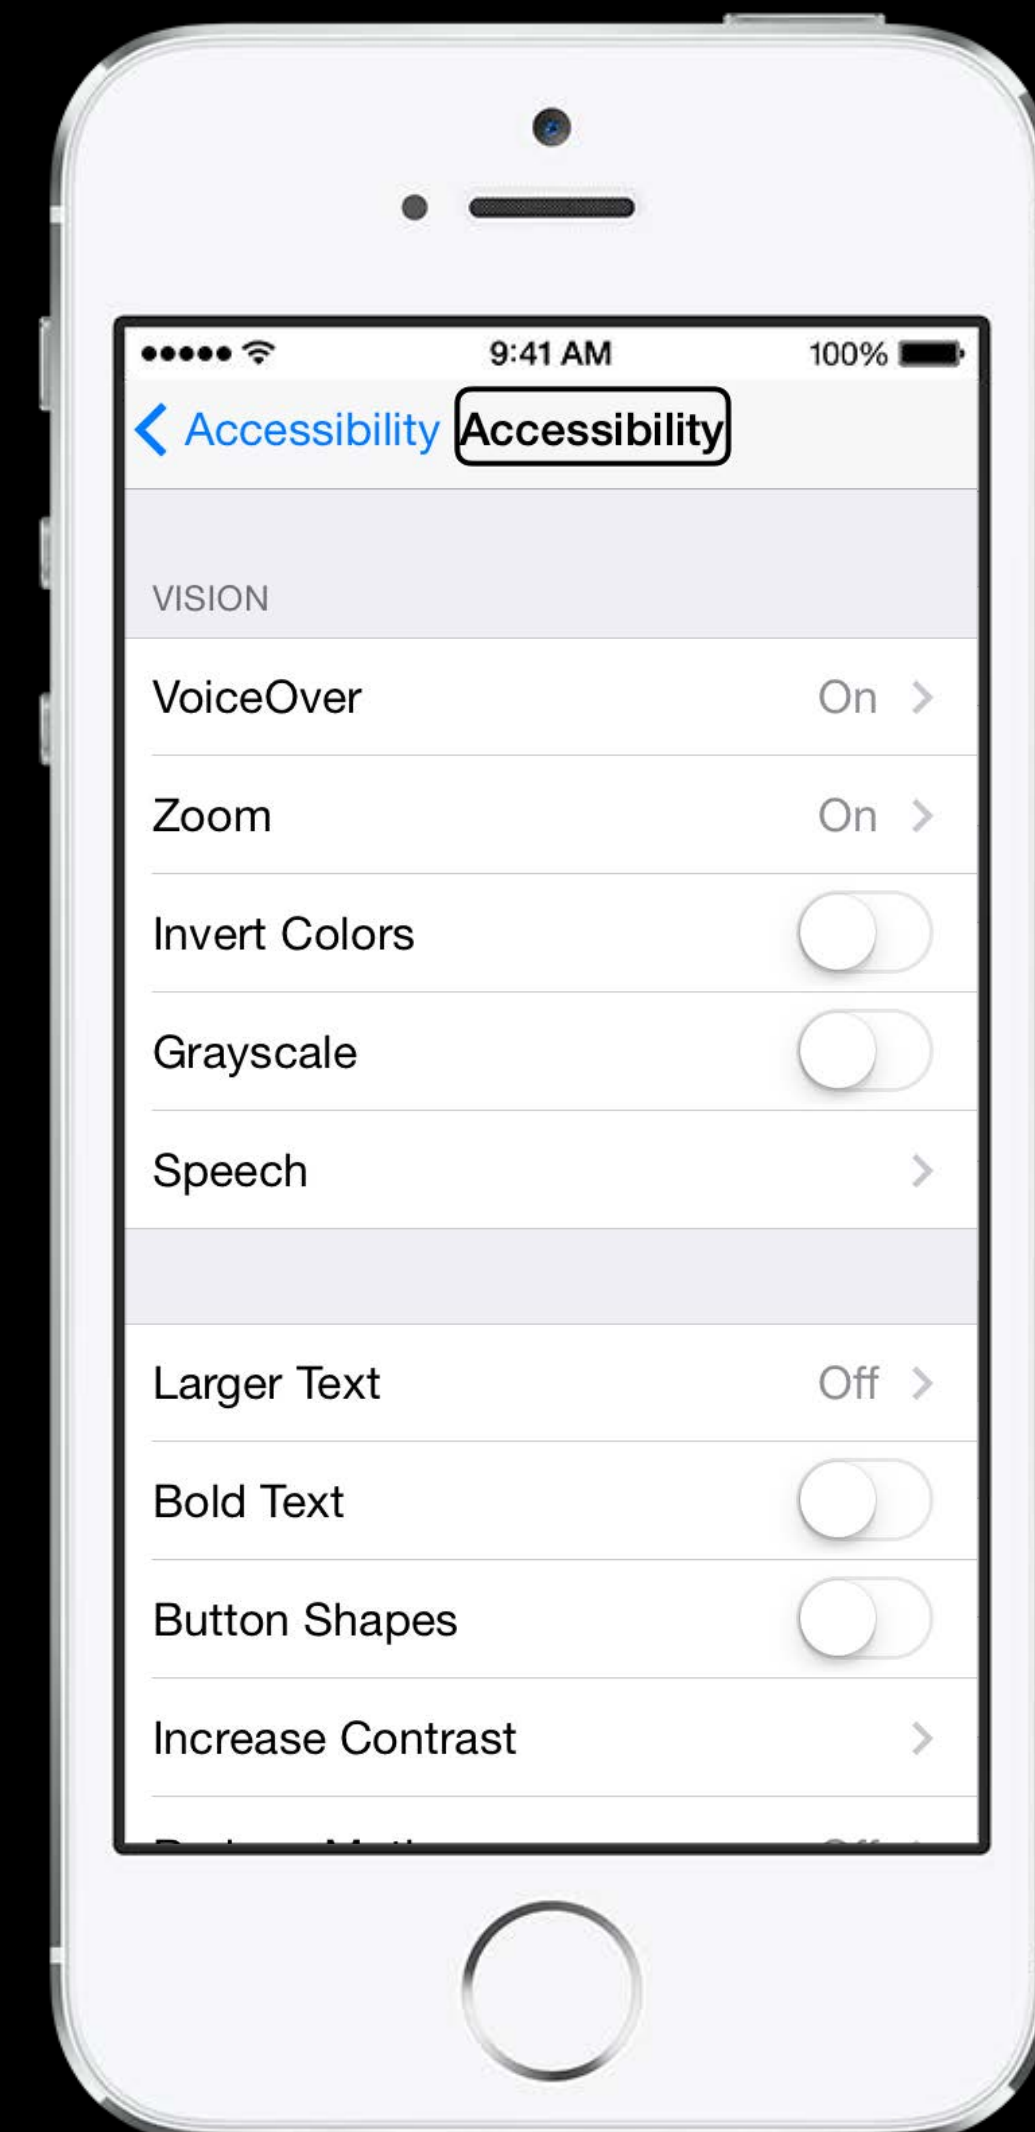 9:41 AM 100%
Accessibility Accessibility
VISION
VoiceOver On
Zoom On
Invert Colors
Grayscale
Speech
Larger Text Off
Bold Text
Button Shapes
Increase Contrast